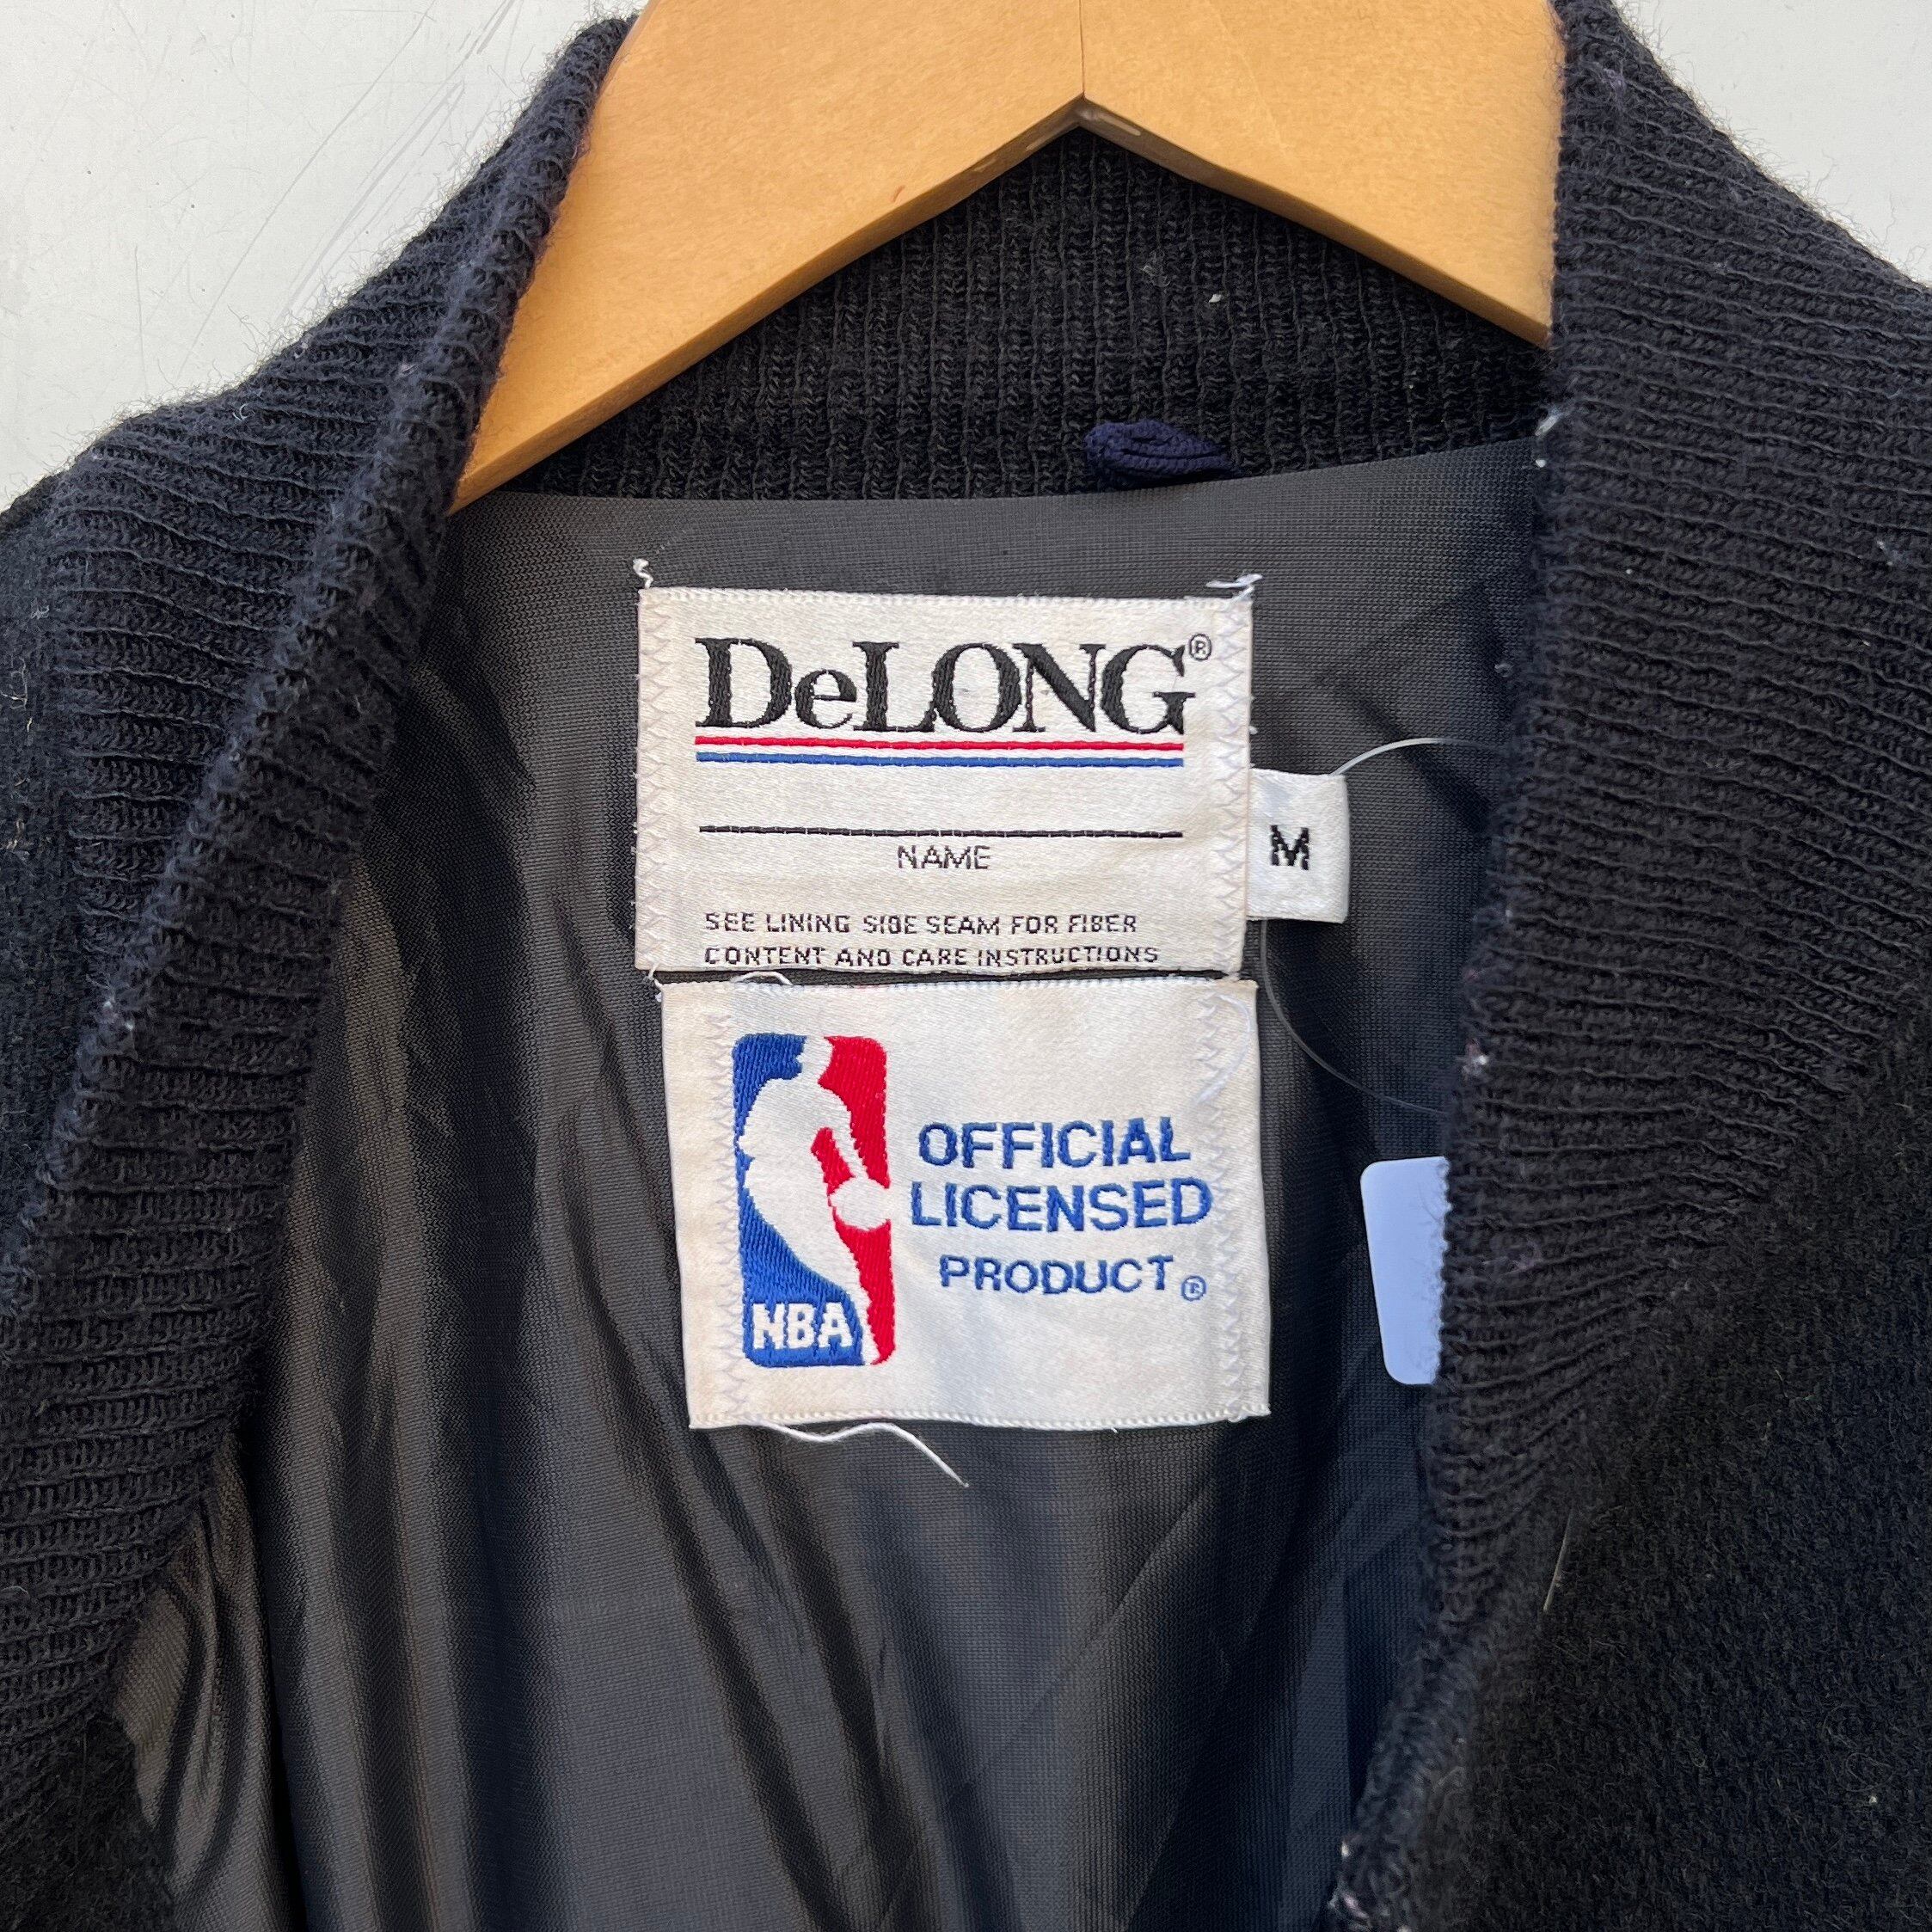 DeLONG®
NAME
M
SEE LINING SIDE SEAM FOR FIBER
CONTENT AND CARE INSTRUCTIONS
OFFICIAL
LICENSED
PRODUCT®
NBA